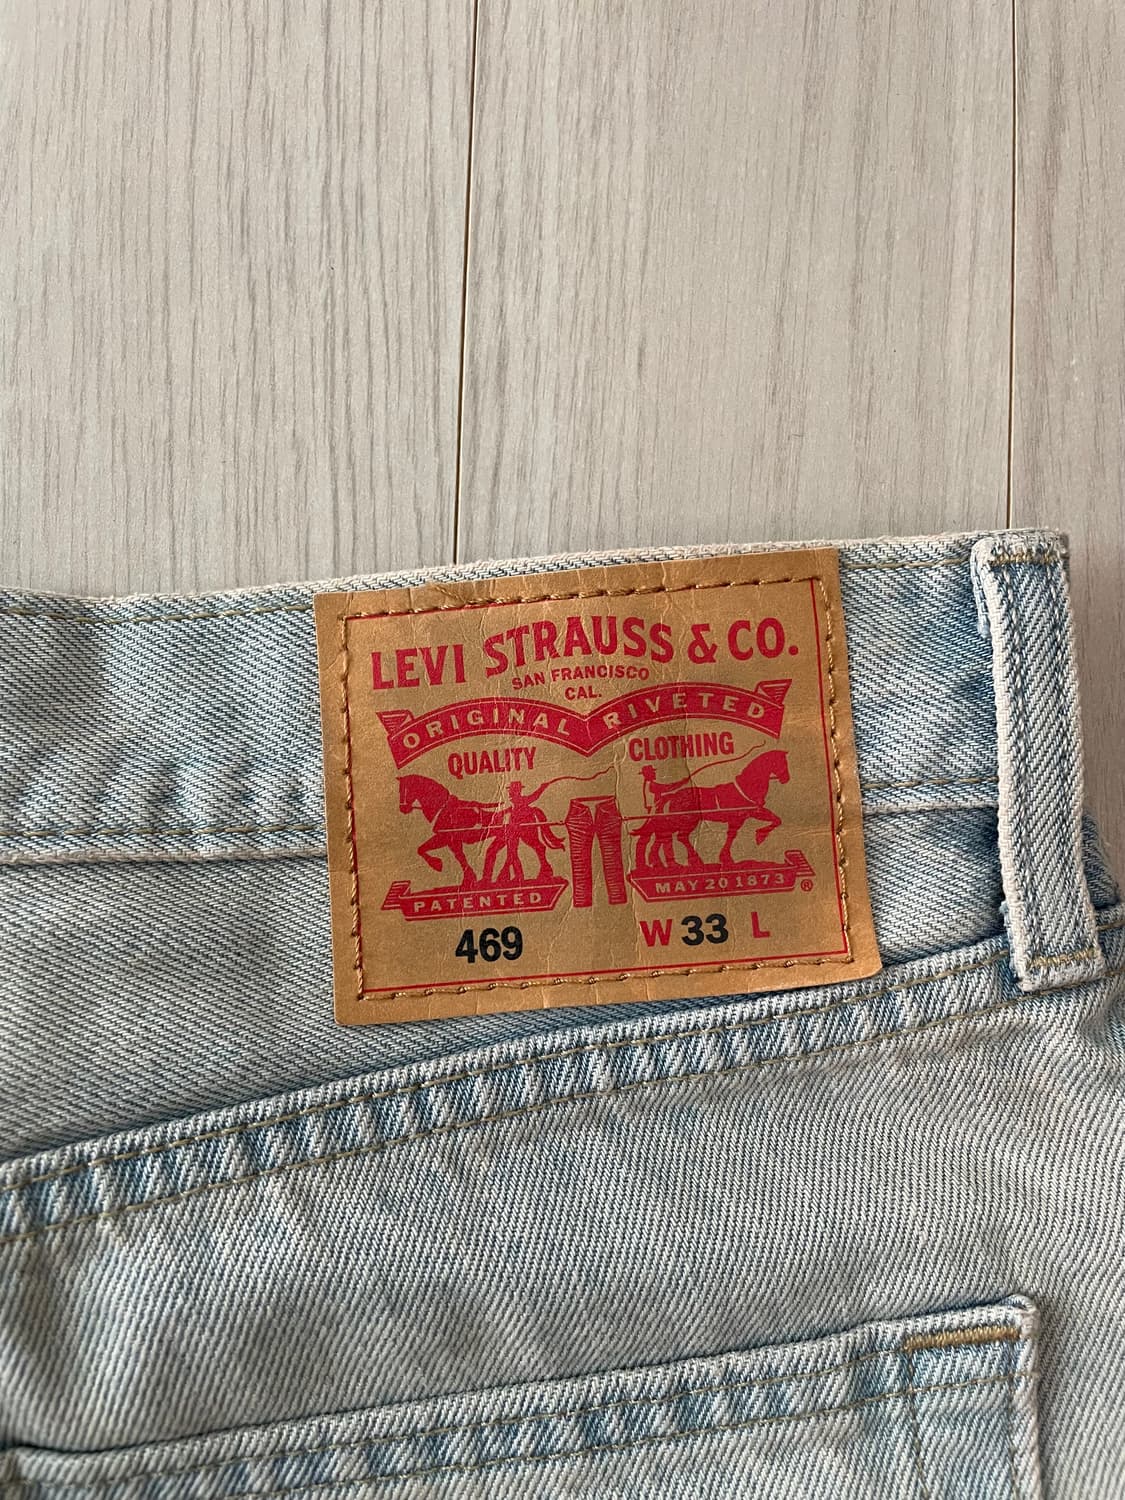 LEVI STRAUSS & CO.
SAN FRANCISCO
CAL.
ORIGINAL RIVETED
QUALITY CLOTHING
PATENTED MAY 20 1873 ®
469 W 33 L